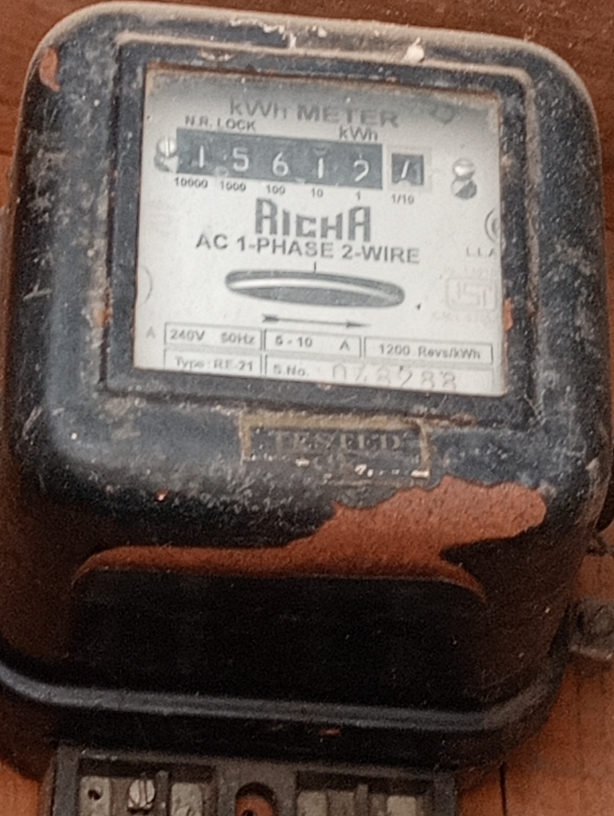 kWh METER
N.R. LOCK kWh
1 5 6 1 2
10000 1000 100 10 1 1/10
RICHA
AC 1-PHASE 2-WIRE
240V 50Hz 5-10 A 1200 Revs/kWh
Type: RE-21 S.No.
TESTED